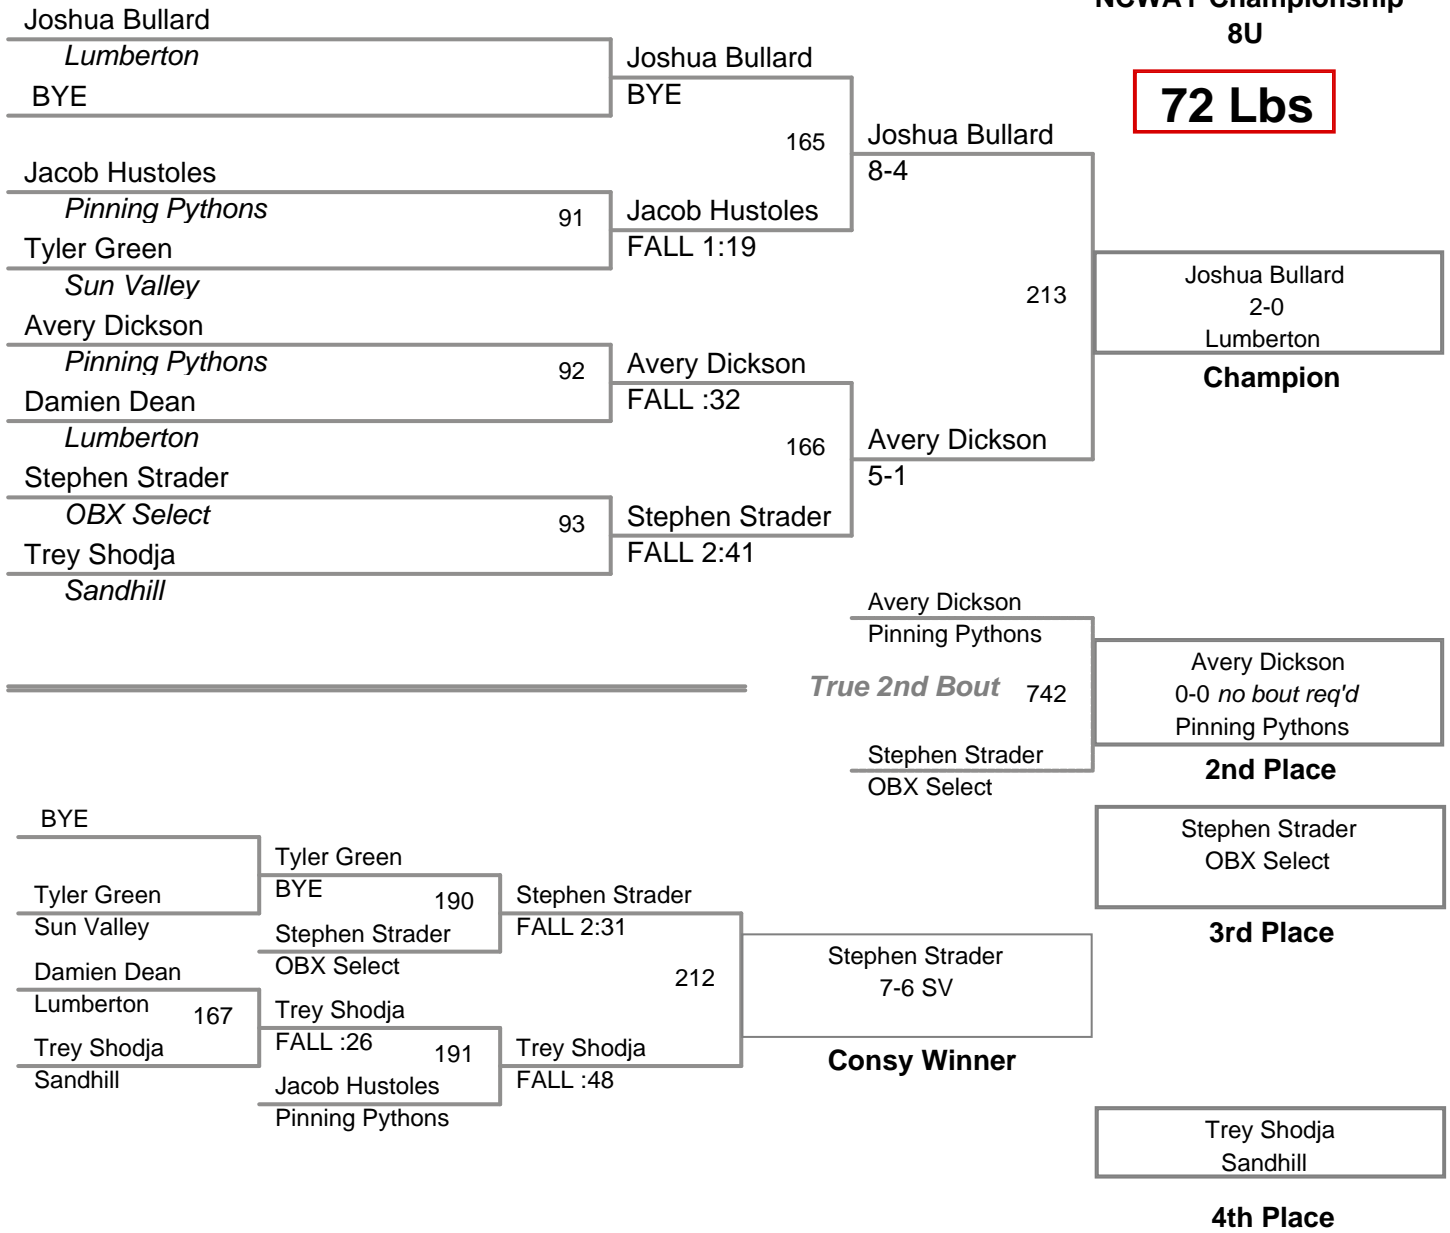 NCWAY Championship
8U
72 Lbs
Joshua Bullard
Lumberton
BYE
Jacob Hustoles
Pinning Pythons
91
Tyler Green
Sun Valley
Avery Dickson
Pinning Pythons
92
Damien Dean
Lumberton
Stephen Strader
OBX Select
93
Trey Shodja
Sandhill
Joshua Bullard
BYE
165
Jacob Hustoles
FALL 1:19
Avery Dickson
FALL :32
166
Stephen Strader
FALL 2:41
Joshua Bullard
8-4
213
Avery Dickson
5-1
Joshua Bullard
2-0
Lumberton
Champion
Avery Dickson
Pinning Pythons
True 2nd Bout 742
Stephen Strader
OBX Select
Avery Dickson
0-0 no bout req'd
Pinning Pythons
2nd Place
BYE
Tyler Green
Sun Valley
Damien Dean
Lumberton
167
Trey Shodja
Sandhill
Tyler Green
BYE
190
Stephen Strader
OBX Select
Trey Shodja
FALL :26
191
Jacob Hustoles
Pinning Pythons
Stephen Strader
FALL 2:31
212
Trey Shodja
FALL :48
Stephen Strader
7-6 SV
Consy Winner
Stephen Strader
OBX Select
3rd Place
Trey Shodja
Sandhill
4th Place